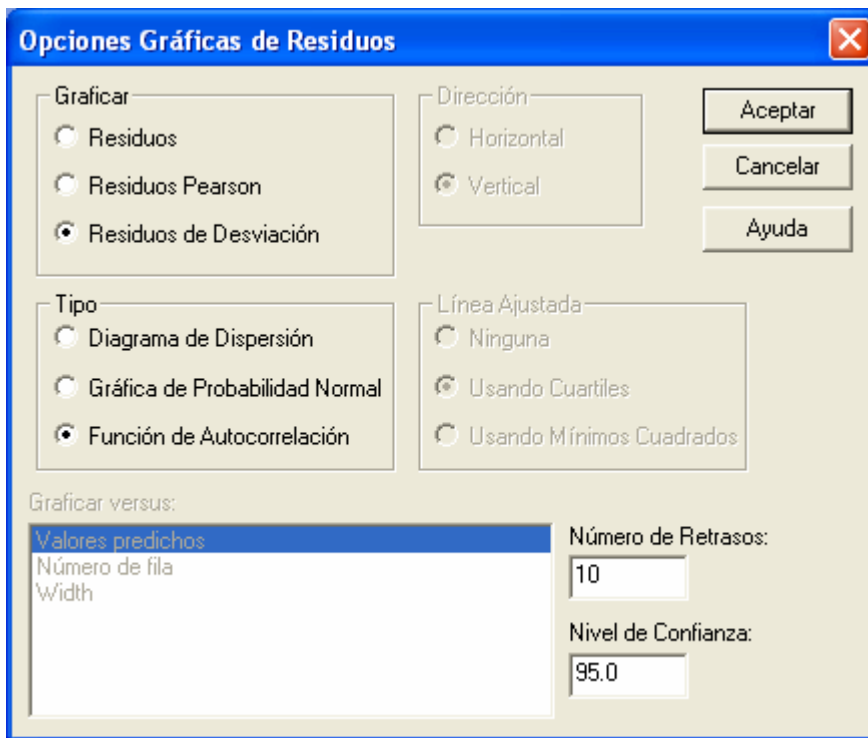 Opciones Gráficas de Residuos
Graficar
Residuos
Residuos Pearson
Residuos de Desviación
Dirección
Horizontal
Vertical
Aceptar
Cancelar
Ayuda
Tipo
Diagrama de Dispersión
Gráfica de Probabilidad Normal
Función de Autocorrelación
Línea Ajustada
Ninguna
Usando Cuartiles
Usando Mínimos Cuadrados
Graficar versus:
Valores predichos
Número de fila
Width
Número de Retrasos:
10
Nivel de Confianza:
95.0